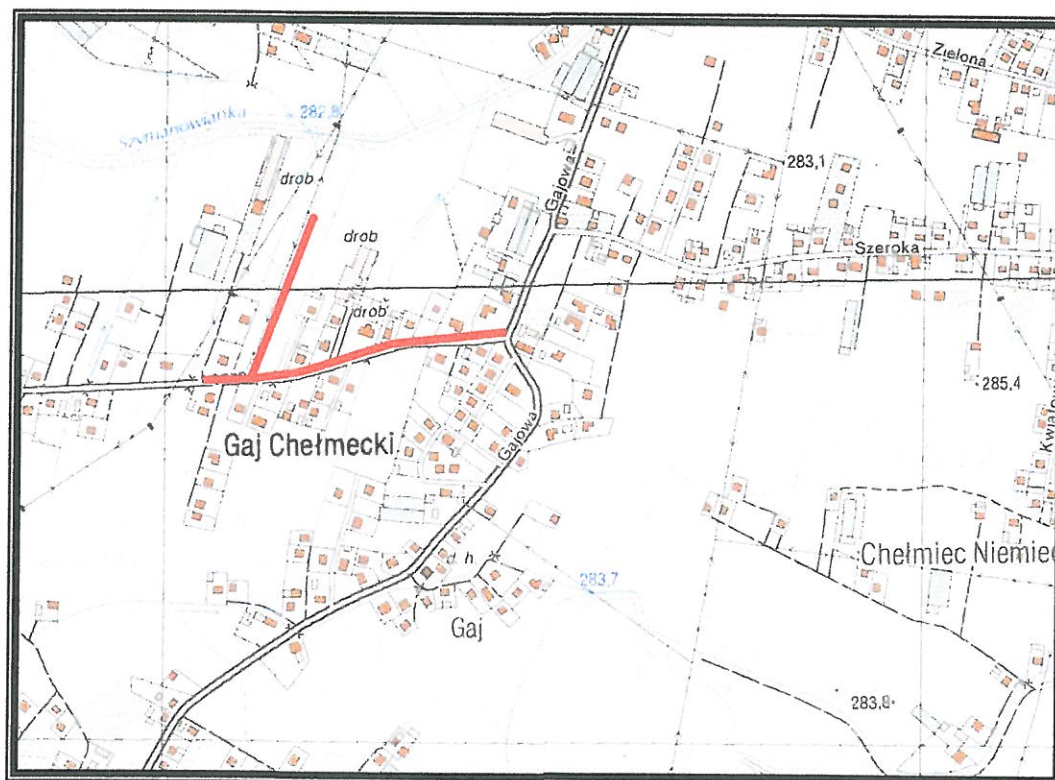 Zielona
Szymanowianka
282,8
283,1
Gajowa
drob
drob
Szeroka
drob
285,4
Gaj Chełmecki
Gajowa
d. h.
Chełmiec Niemiec
283,7
Gaj
283,8